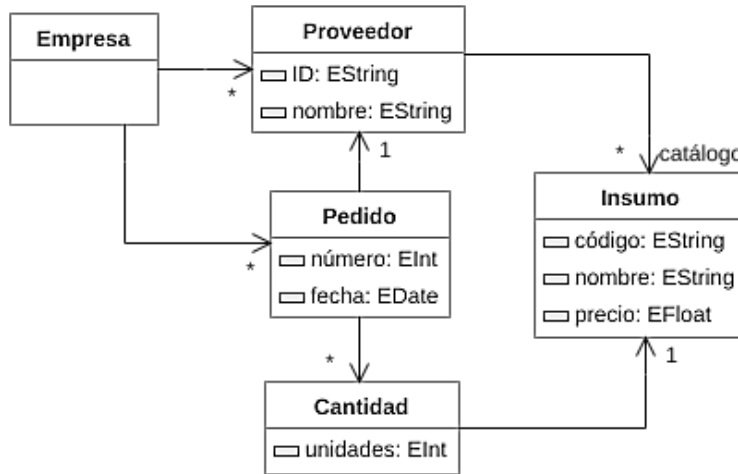 Empresa
*
Proveedor
ID: EString
nombre: EString
1
* catálogo
Pedido
número: EInt
fecha: EDate
*
*
Insumo
código: EString
nombre: EString
precio: EFloat
1
Cantidad
unidades: EInt